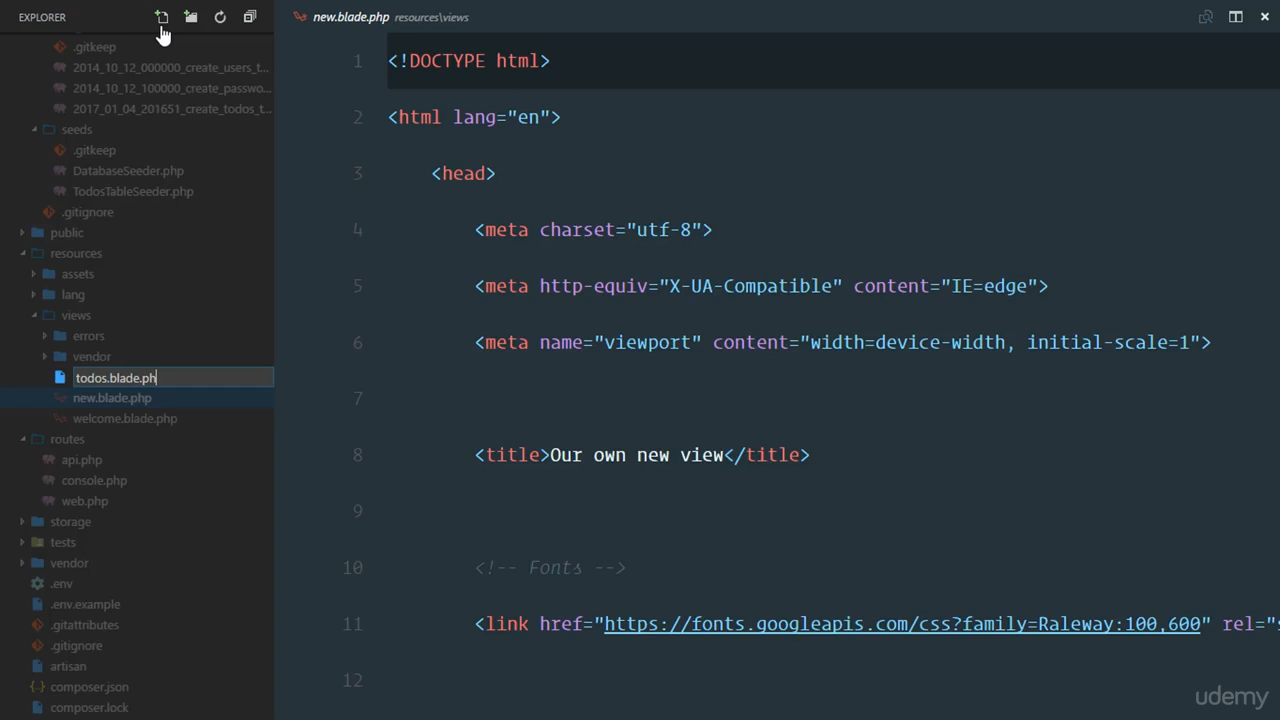 EXPLORER
.gitkeep
2014_10_12_000000_create_users_t...
2014_10_12_100000_create_passwo...
2017_01_04_201651_create_todos_t...
seeds
.gitkeep
DatabaseSeeder.php
TodosTableSeeder.php
.gitignore
public
resources
assets
lang
views
errors
vendor
todos.blade.ph
new.blade.php
welcome.blade.php
routes
api.php
console.php
web.php
storage
tests
vendor
.env
.env.example
.gitattributes
.gitignore
artisan
composer.json
composer.lock
new.blade.php resources\views
1 <!DOCTYPE html>
2 <html lang="en">
3 <head>
4 <meta charset="utf-8">
5 <meta http-equiv="X-UA-Compatible" content="IE=edge">
6 <meta name="viewport" content="width=device-width, initial-scale=1">
7
8 <title>Our own new view</title>
9
10 <!-- Fonts -->
11 <link href="https://fonts.googleapis.com/css?family=Raleway:100,600" rel="s
12
udemy